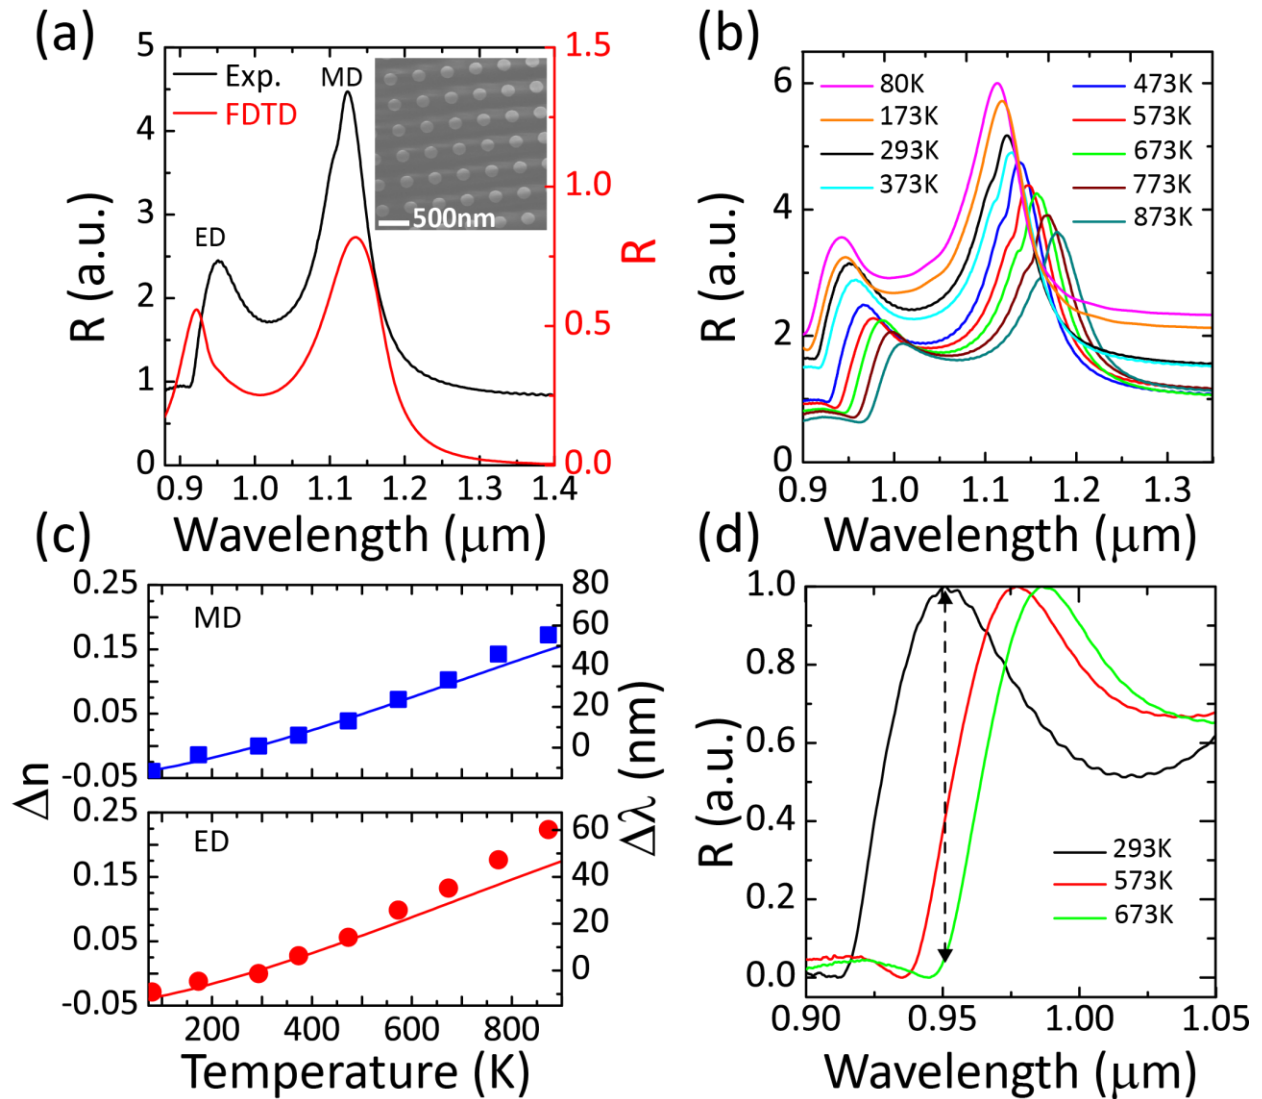 (a)
5
4
3
2
1
0
R (a.u.)
Exp.
FDTD
MD
ED
500nm
1.5
1.0
0.5
0.0
R
0.9 1.0 1.1 1.2 1.3 1.4
Wavelength (μm)
(b)
6
4
2
0
R (a.u.)
80K
173K
293K
373K
473K
573K
673K
773K
873K
0.9 1.0 1.1 1.2 1.3
Wavelength (μm)
(c)
0.25
0.15
0.05
-0.05
MD
80
60
40
20
0
0.25
0.15
0.05
-0.05
ED
60
40
20
0
Δn
Δλ (nm)
200 400 600 800
Temperature (K)
(d)
1.0
0.8
0.6
0.4
0.2
0.0
R (a.u.)
293K
573K
673K
0.90 0.95 1.00 1.05
Wavelength (μm)